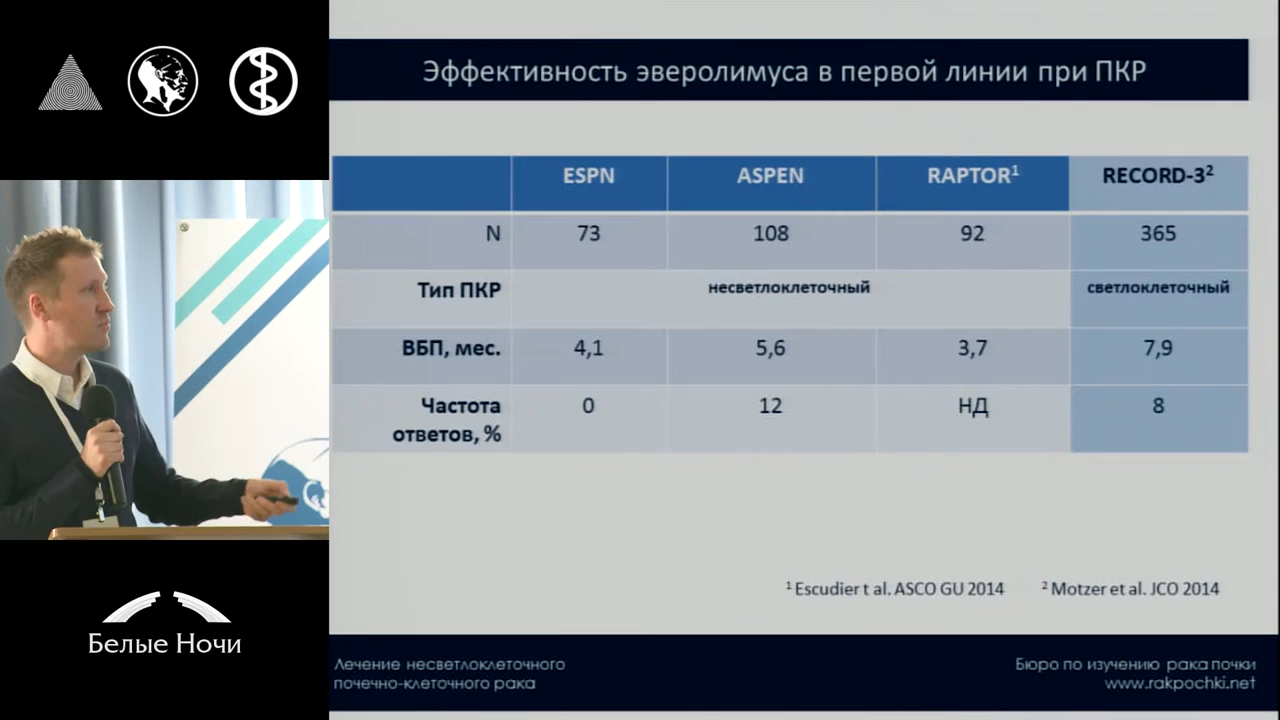 Эффективность эверолимуса в первой линии при ПКР
ESPN ASPEN RAPTOR¹ RECORD-3²
N 73 108 92 365
Тип ПКР несветлоклеточный светлоклеточный
ВБП, мес. 4,1 5,6 3,7 7,9
Частота ответов, % 0 12 НД 8
¹ Escudier t al. ASCO GU 2014 ² Motzer et al. JCO 2014
Белые Ночи
Лечение несветлоклеточного
почечно-клеточного рака
Бюро по изучению рака почки
www.rakpochki.net